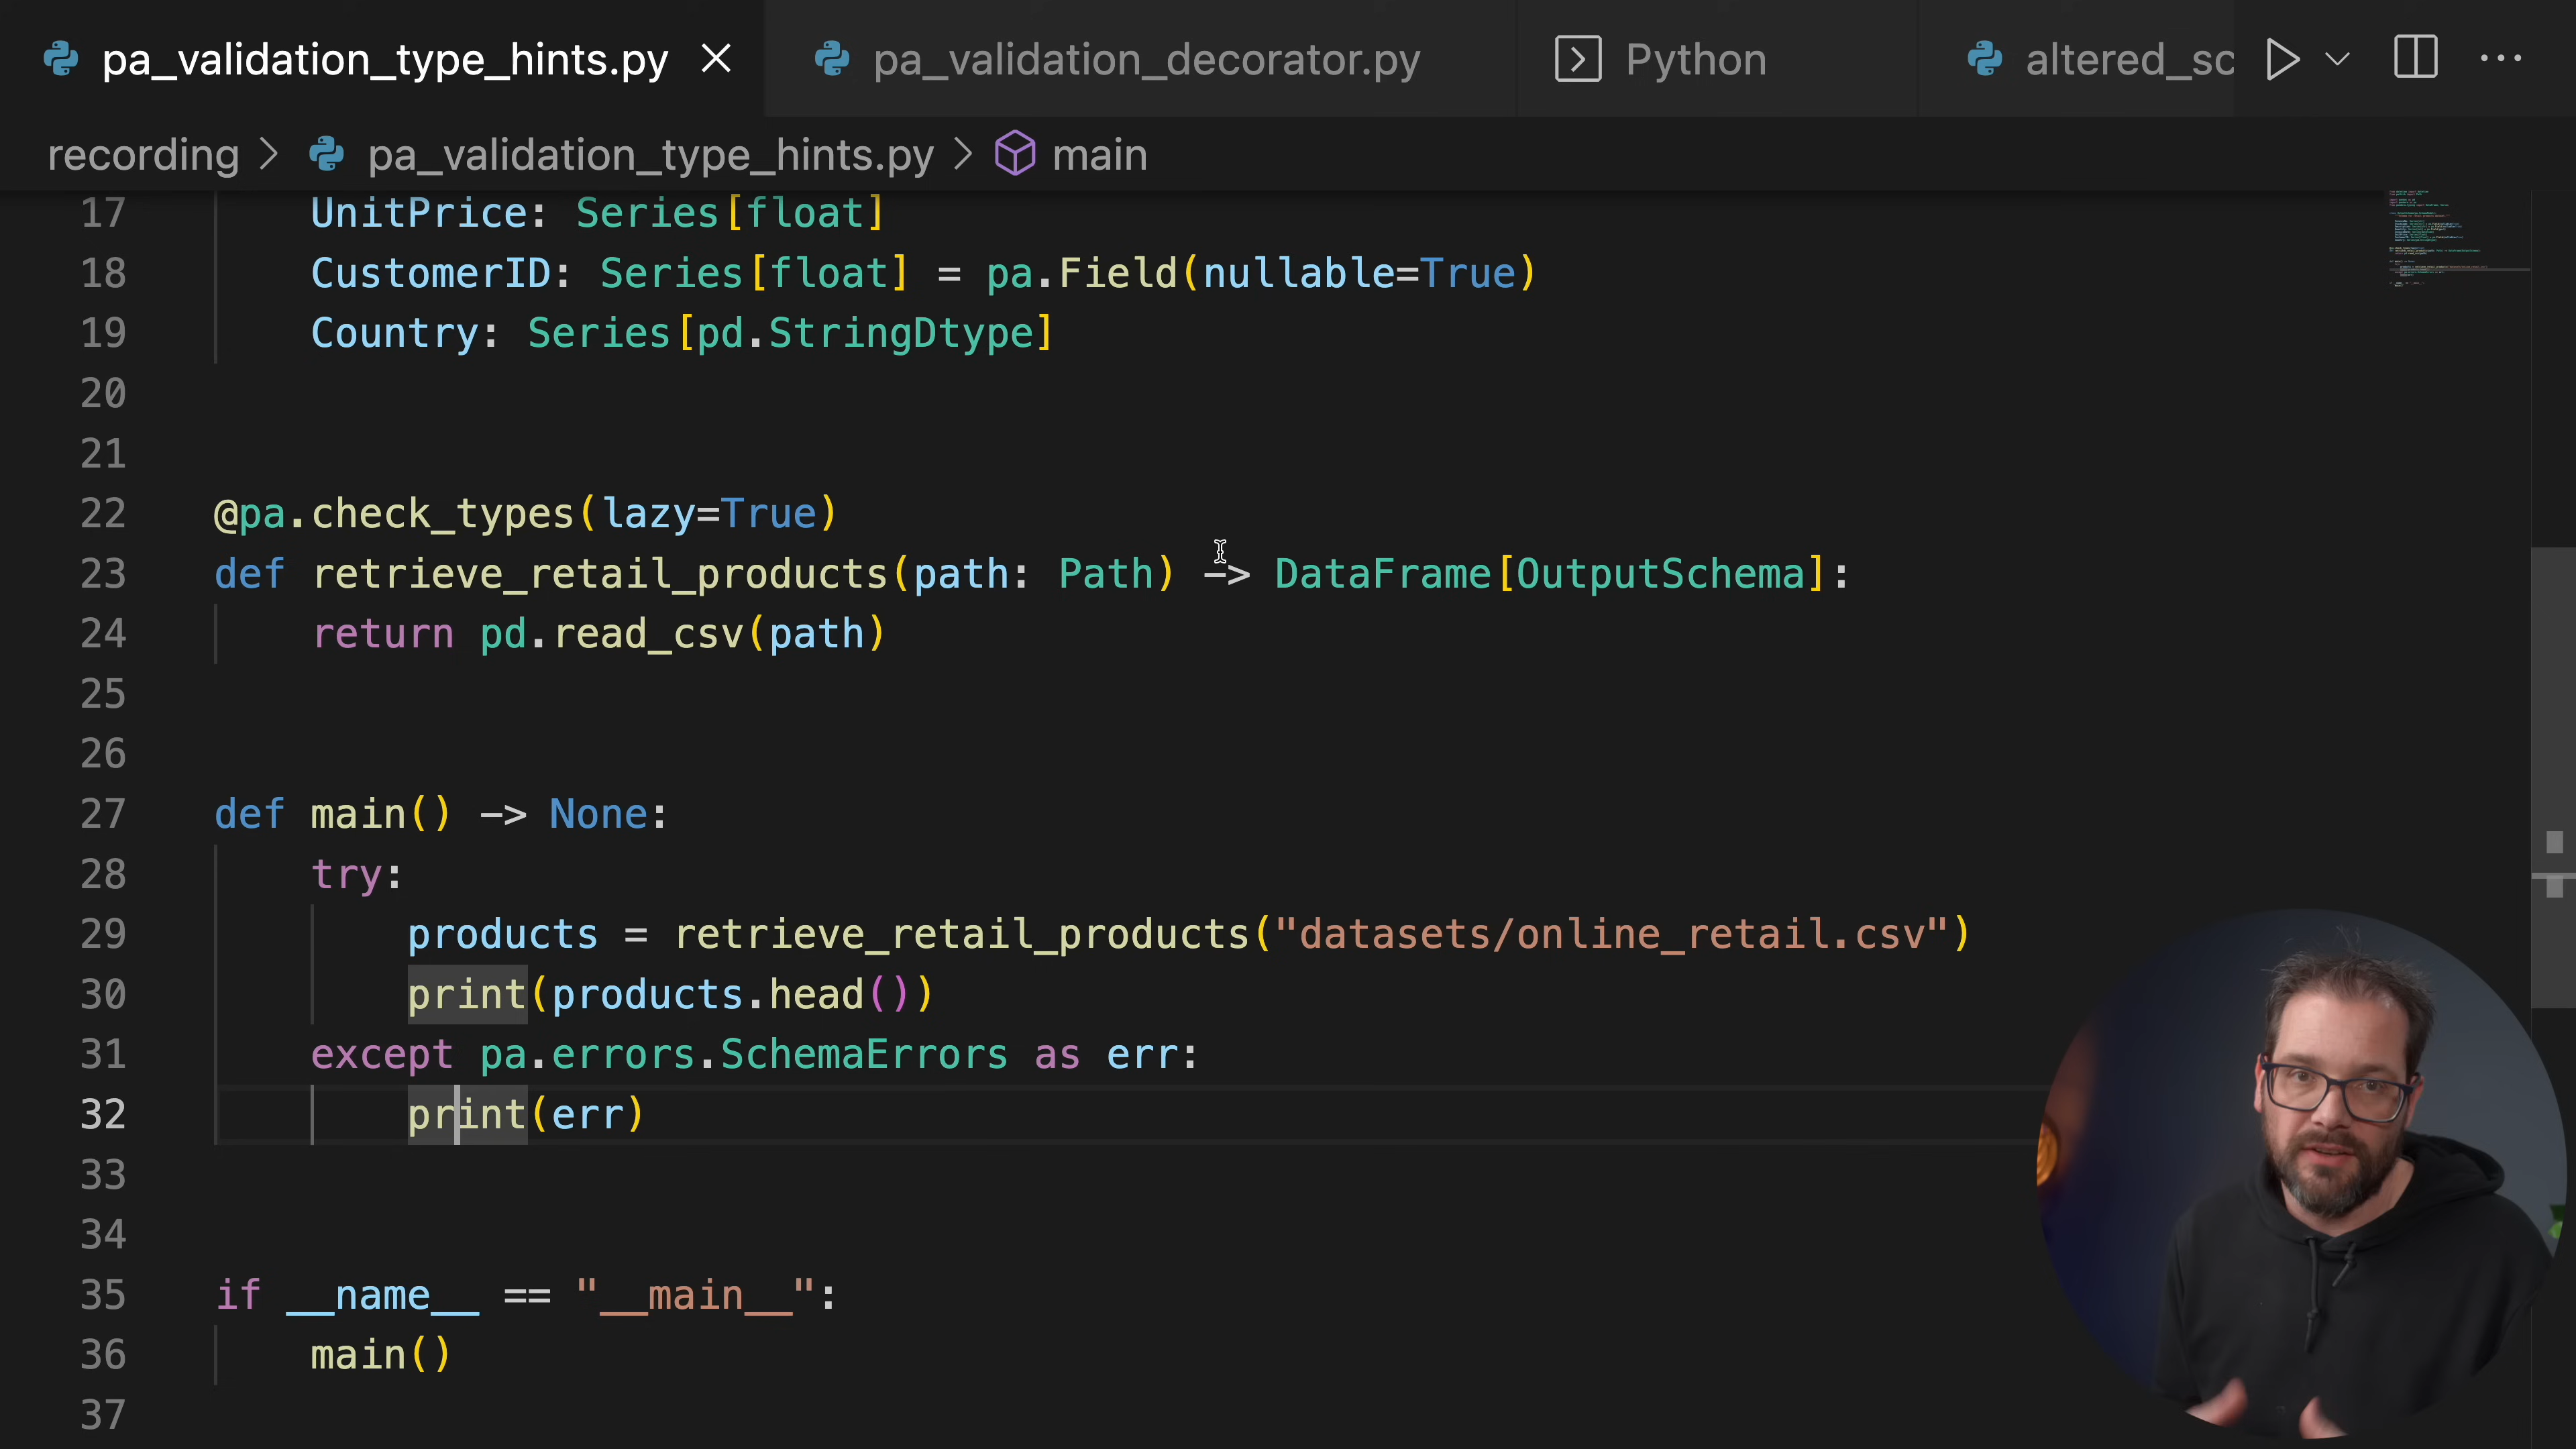 pa_validation_type_hints.py
pa_validation_decorator.py
Python
altered_sc
recording > pa_validation_type_hints.py > main
17 UnitPrice: Series[float]
18 CustomerID: Series[float] = pa.Field(nullable=True)
19 Country: Series[pd.StringDtype]
20
21
22 @pa.check_types(lazy=True)
23 def retrieve_retail_products(path: Path) -> DataFrame[OutputSchema]:
24 return pd.read_csv(path)
25
26
27 def main() -> None:
28 try:
29 products = retrieve_retail_products("datasets/online_retail.csv")
30 print(products.head())
31 except pa.errors.SchemaErrors as err:
32 print(err)
33
34
35 if __name__ == "__main__":
36 main()
37